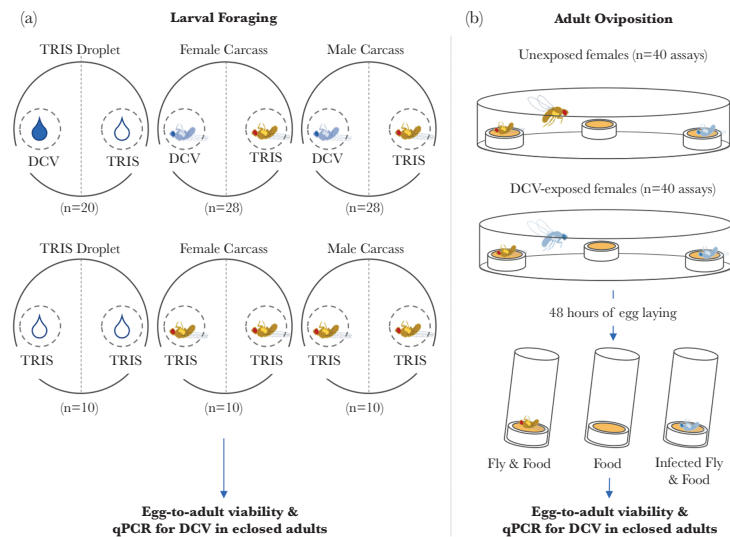 (a)
Larval Foraging
TRIS Droplet
Female Carcass
Male Carcass
DCV
TRIS
DCV
TRIS
DCV
TRIS
(n=20)
(n=28)
(n=28)
TRIS Droplet
Female Carcass
Male Carcass
TRIS
TRIS
TRIS
TRIS
TRIS
TRIS
(n=10)
(n=10)
(n=10)
Egg-to-adult viability &
qPCR for DCV in eclosed adults
(b)
Adult Oviposition
Unexposed females (n=40 assays)
DCV-exposed females (n=40 assays)
48 hours of egg laying
Fly & Food
Food
Infected Fly
& Food
Egg-to-adult viability &
qPCR for DCV in eclosed adults